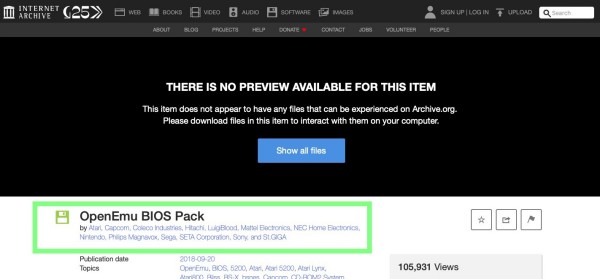 INTERNET ARCHIVE 25 WEB BOOKS VIDEO AUDIO SOFTWARE IMAGES SIGN UP | LOG IN UPLOAD Search
ABOUT BLOG PROJECTS HELP DONATE CONTACT JOBS VOLUNTEER PEOPLE
THERE IS NO PREVIEW AVAILABLE FOR THIS ITEM
This item does not appear to have any files that can be experienced on Archive.org.
Please download files in this item to interact with them on your computer.
Show all files
OpenEmu BIOS Pack
by Atari, Capcom, Coleco Industries, Hitachi, LuigiBlood, Mattel Electronics, NEC Home Electronics,
Nintendo, Philips Magnavox, Sega, SETA Corporation, Sony, and St.GIGA
Publication date 2018-09-20
Topics OpenEmu, BIOS, 5200, Atari, Atari 5200, Atari Lynx,
105,931 Views